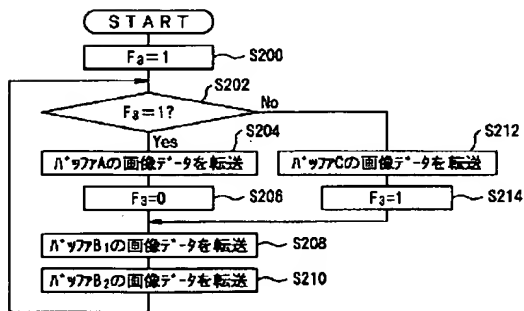 START
F3=1
S200
S202
F3=1?
No
Yes
S204
S212
バッファAの画像データを転送
バッファCの画像データを転送
F3=0
S206
F3=1
S214
バッファB1の画像データを転送
S208
バッファB2の画像データを転送
S210